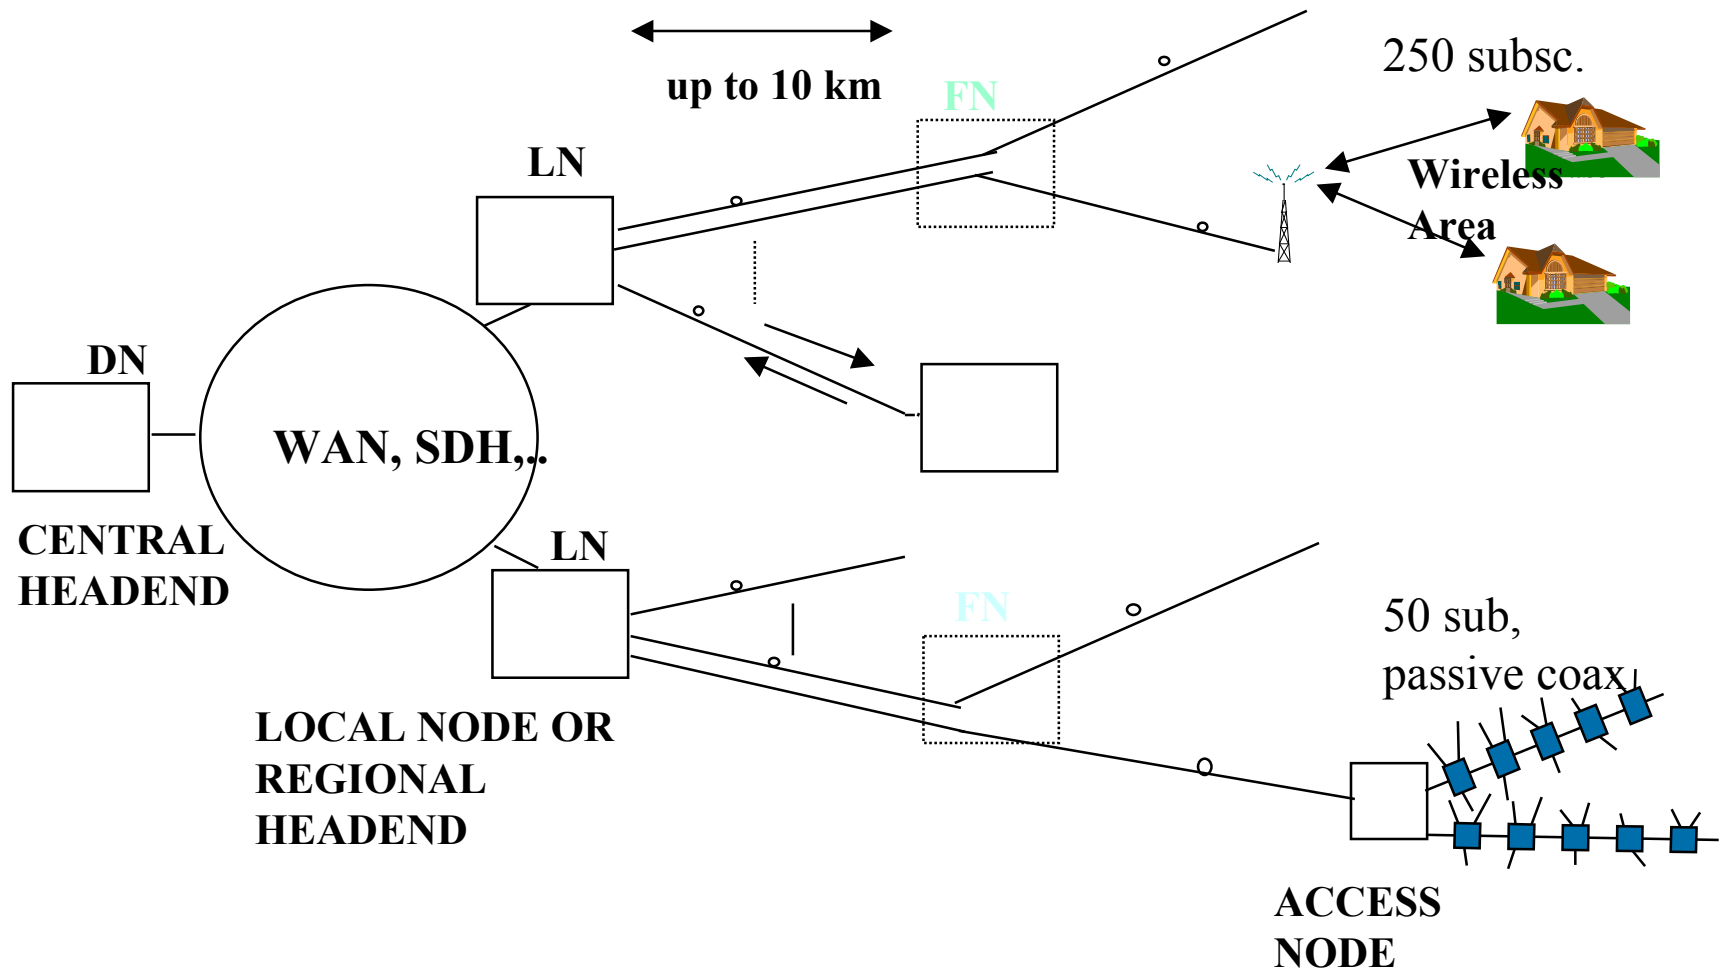 250 subsc.
up to 10 km
FN
LN
Wireless
Area
DN
WAN, SDH,..
CENTRAL
HEADEND
LN
FN
50 sub,
passive coax
LOCAL NODE OR
REGIONAL
HEADEND
ACCESS
NODE